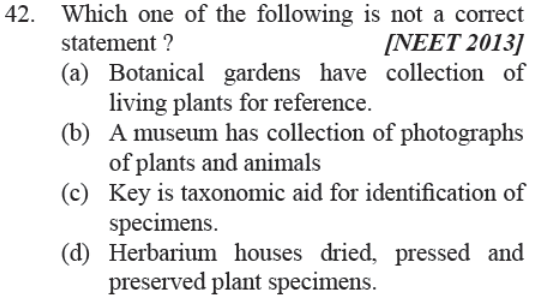 42. Which one of the following is not a correct
statement ? [NEET 2013]
(a) Botanical gardens have collection of
living plants for reference.
(b) A museum has collection of photographs
of plants and animals
(c) Key is taxonomic aid for identification of
specimens.
(d) Herbarium houses dried, pressed and
preserved plant specimens.